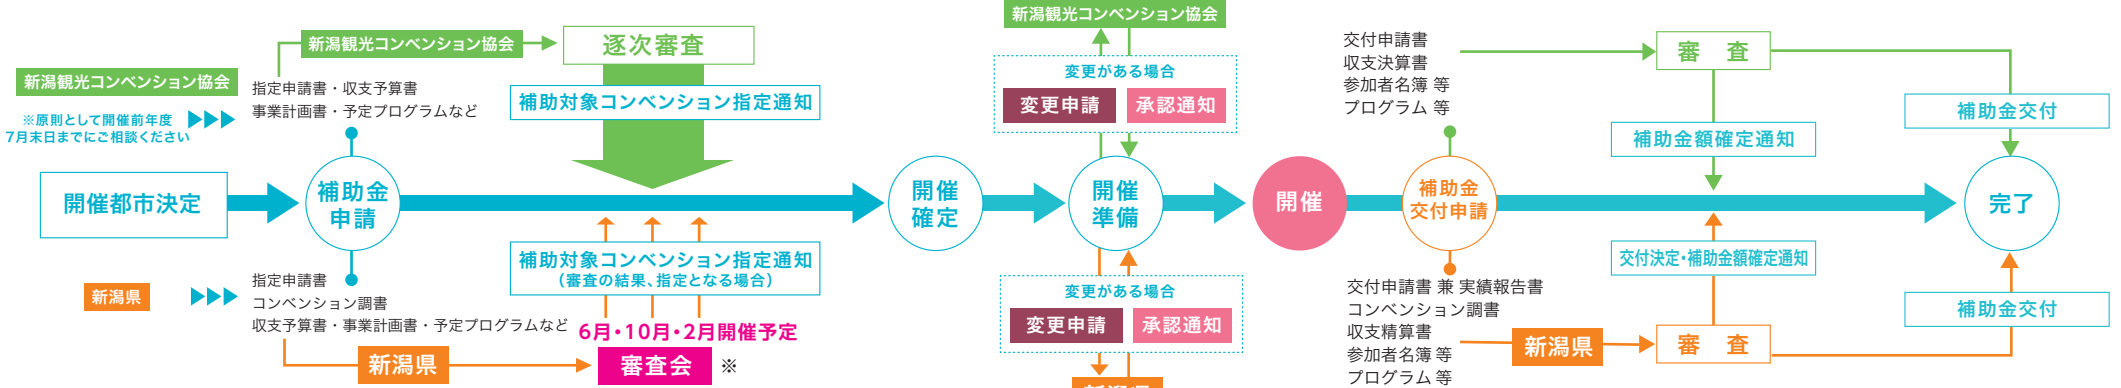 新潟観光コンベンション協会
※原則として開催前年度
7月末日までにご相談ください
新潟観光コンベンション協会
指定申請書・収支予算書
事業計画書・予定プログラムなど
逐次審査
補助対象コンベンション指定通知
開催都市決定
補助金
申請
新潟県
指定申請書
コンベンション調書
収支予算書・事業計画書・予定プログラムなど
新潟県
補助対象コンベンション指定通知
（審査の結果、指定となる場合）
6月・10月・2月開催予定
審査会 ※
開催
確定
新潟観光コンベンション協会
変更がある場合
変更申請
承認通知
開催
準備
変更がある場合
変更申請
承認通知
新潟県
開催
交付申請書
収支決算書
参加者名簿 等
プログラム 等
補助金
交付申請
交付申請書 兼 実績報告書
コンベンション調書
収支精算書
参加者名簿 等
プログラム 等
新潟県
審 査
補助金額確定通知
交付決定・補助金額確定通知
審 査
補助金交付
完了
補助金交付